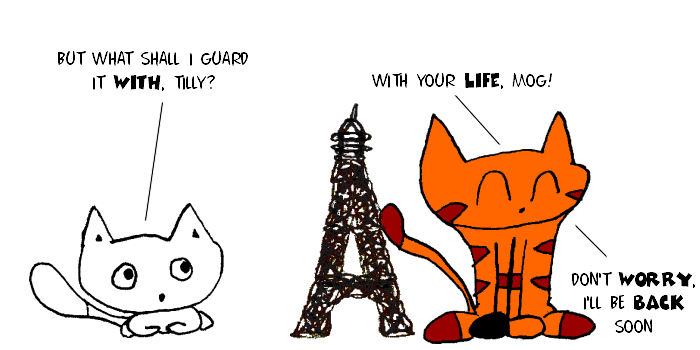 BUT WHAT SHALL I GUARD
IT WITH, TILLY?
WITH YOUR LIFE, MOG!
DON'T WORRY,
I'LL BE BACK
SOON